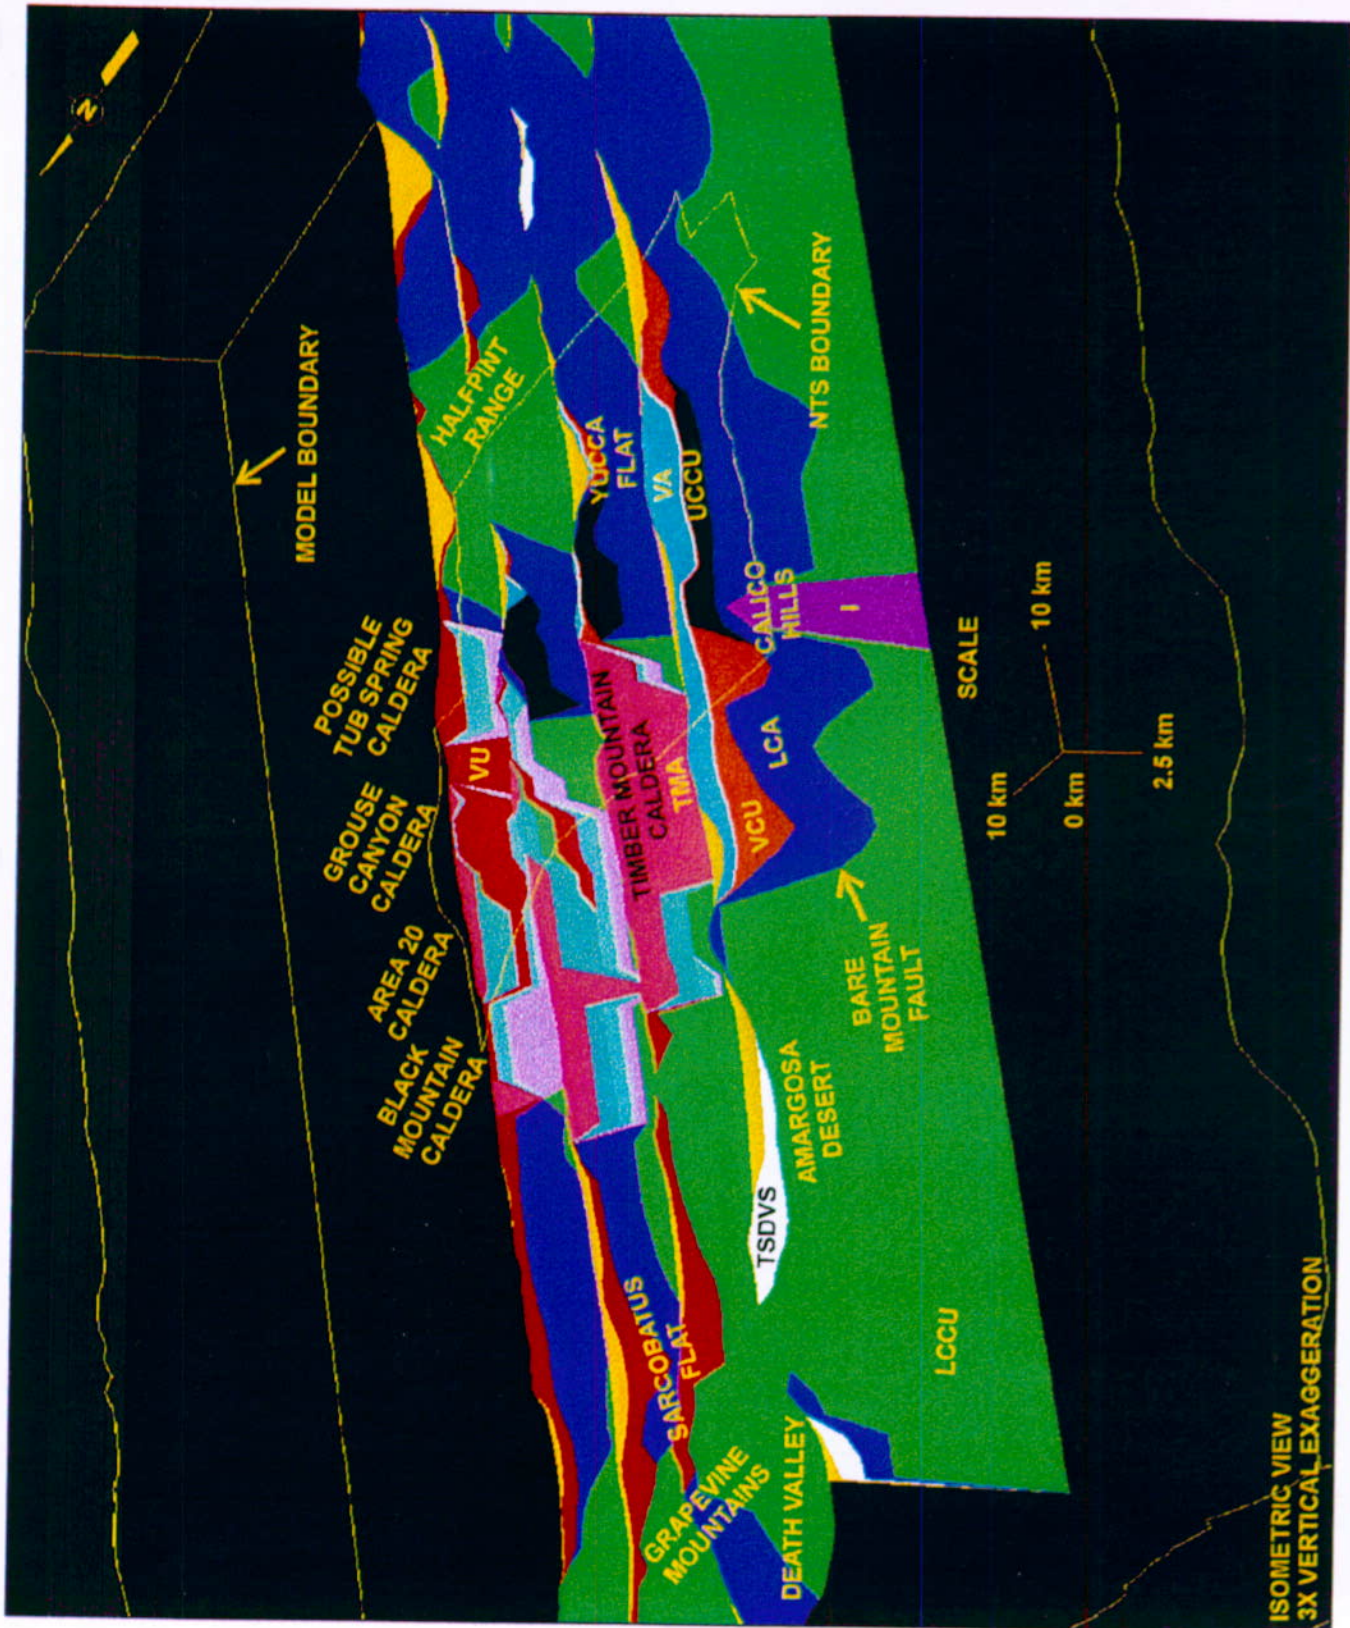 N
MODEL BOUNDARY
POSSIBLE
TUB SPRING
CALDERA
GROUSE
CANYON
CALDERA
AREA 20
CALDERA
BLACK
MOUNTAIN
CALDERA
HALFPINT
RANGE
YUCCA
FLAT
VU
VA
UCCU
TIMBER MOUNTAIN
CALDERA
TMA
NTS BOUNDARY
CALICO
HILLS
I
LCA
VCU
SARCOBATUS
FLAT
GRAPEVINE
MOUNTAINS
DEATH VALLEY
TSDVS
AMARGOSA
DESERT
BARE
MOUNTAIN
FAULT
LCCU
SCALE
10 km
10 km
0 km
2.5 km
ISOMETRIC VIEW
3X VERTICAL EXAGGERATION